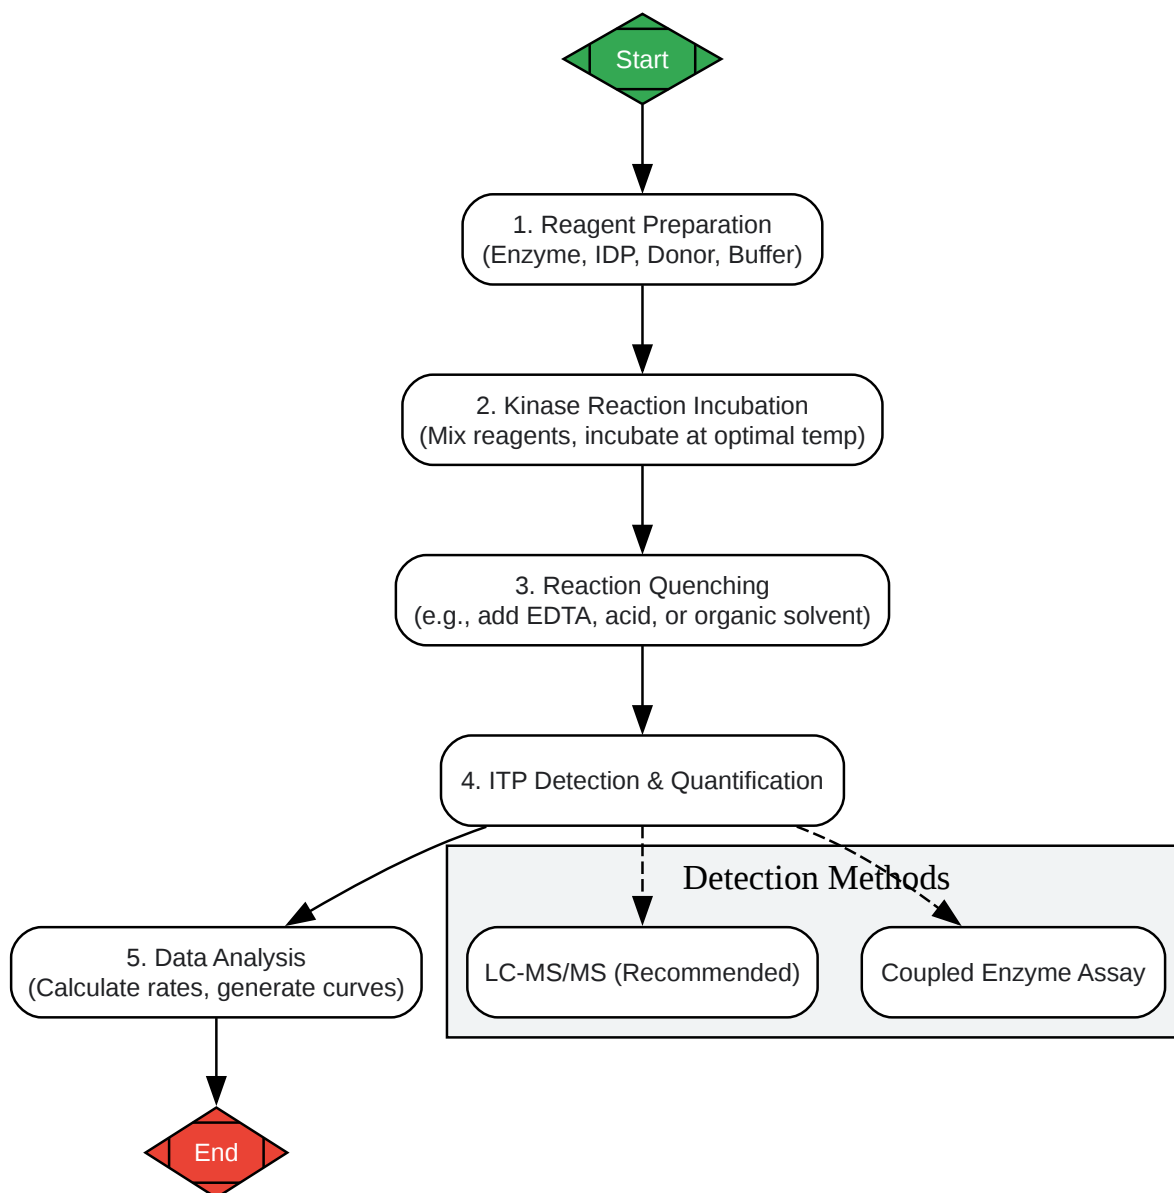 Start
1. Reagent Preparation
(Enzyme, IDP, Donor, Buffer)
2. Kinase Reaction Incubation
(Mix reagents, incubate at optimal temp)
3. Reaction Quenching
(e.g., add EDTA, acid, or organic solvent)
4. ITP Detection & Quantification
Detection Methods
5. Data Analysis
(Calculate rates, generate curves)
LC-MS/MS (Recommended)
Coupled Enzyme Assay
End